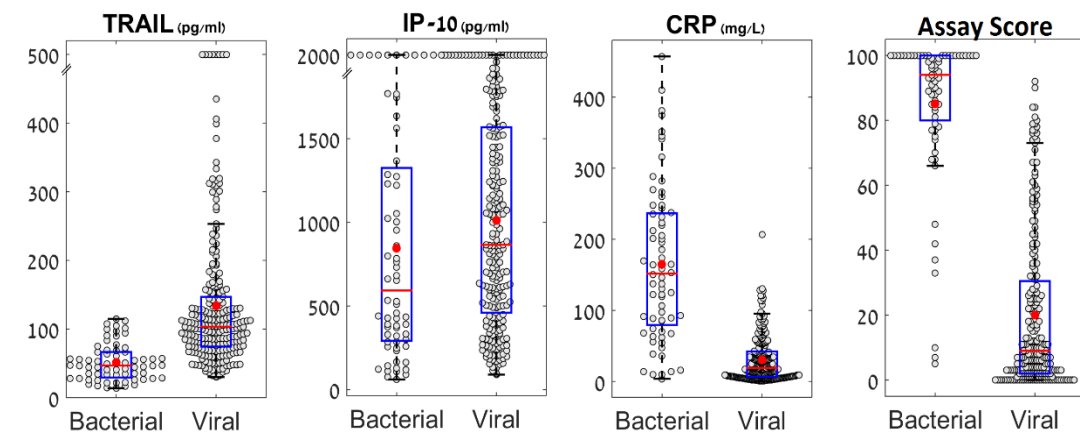 TRAIL (pg/ml)
500
400
300
200
100
0
Bacterial Viral
IP-10 (pg/ml)
2000
1500
1000
500
0
Bacterial Viral
CRP (mg/L)
400
300
200
100
0
Bacterial Viral
Assay Score
100
80
60
40
20
0
Bacterial Viral